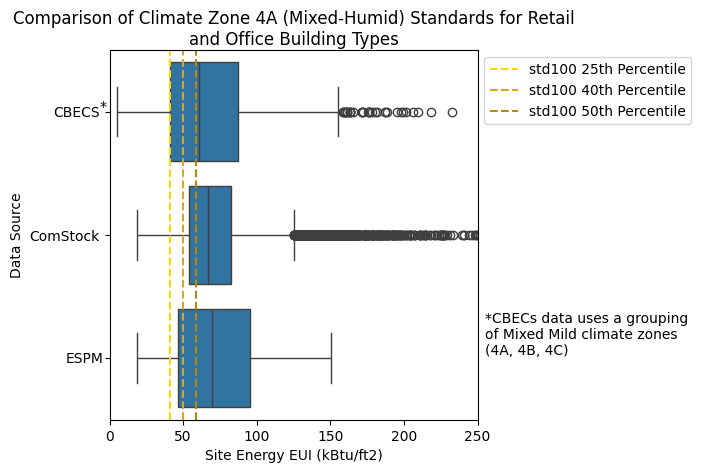 Comparison of Climate Zone 4A (Mixed-Humid) Standards for Retail
and Office Building Types
std100 25th Percentile
std100 40th Percentile
std100 50th Percentile
Data Source
CBECS*
ComStock
ESPM
*CBECs data uses a grouping
of Mixed Mild climate zones
(4A, 4B, 4C)
0 50 100 150 200 250
Site Energy EUI (kBtu/ft2)